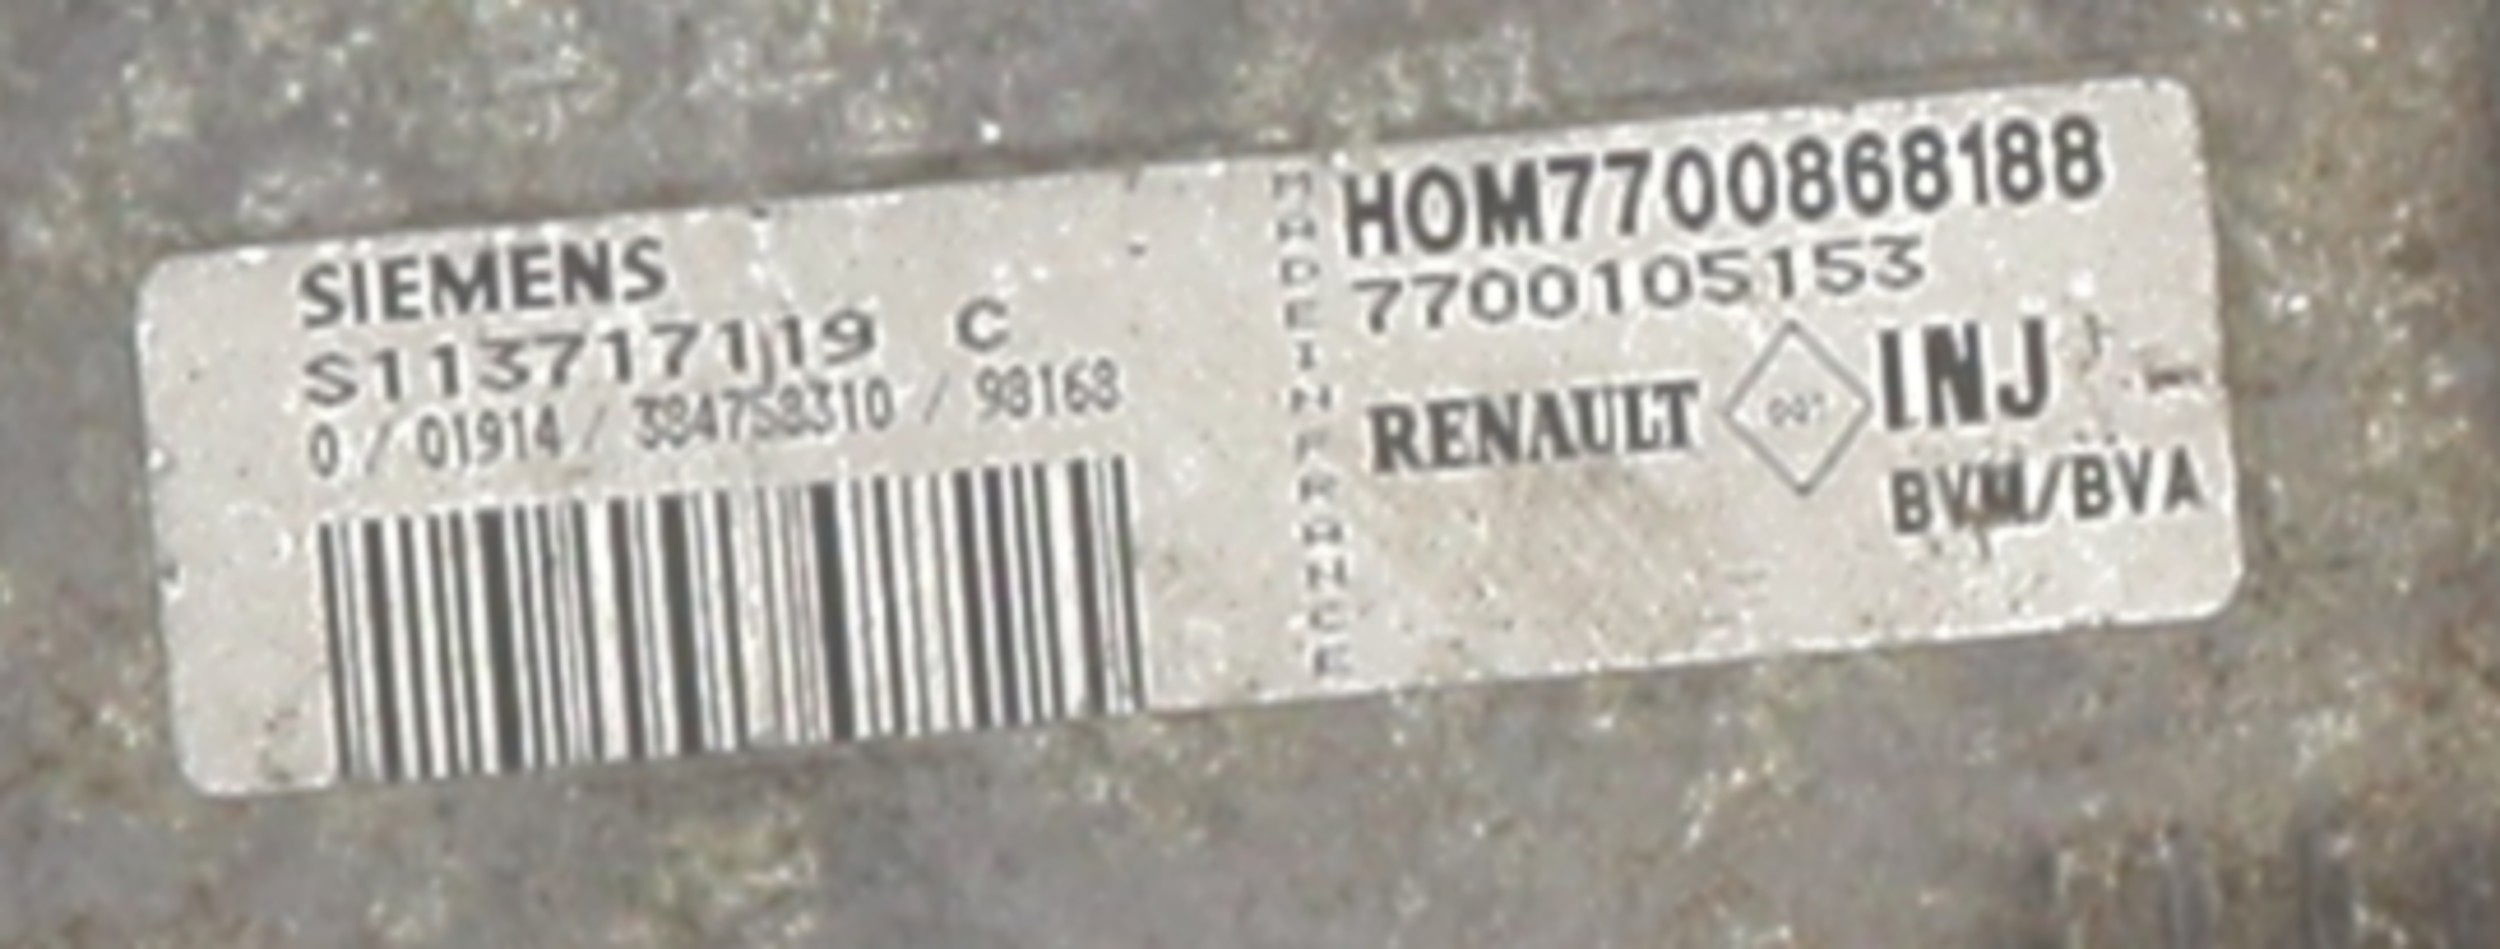 SIEMENS
S113717119 C
0 / 01914 / 384758310 / 98168
MADE IN FRANCE
HOM7700868188
7700105153
RENAULT
INJ
BVM/BVA